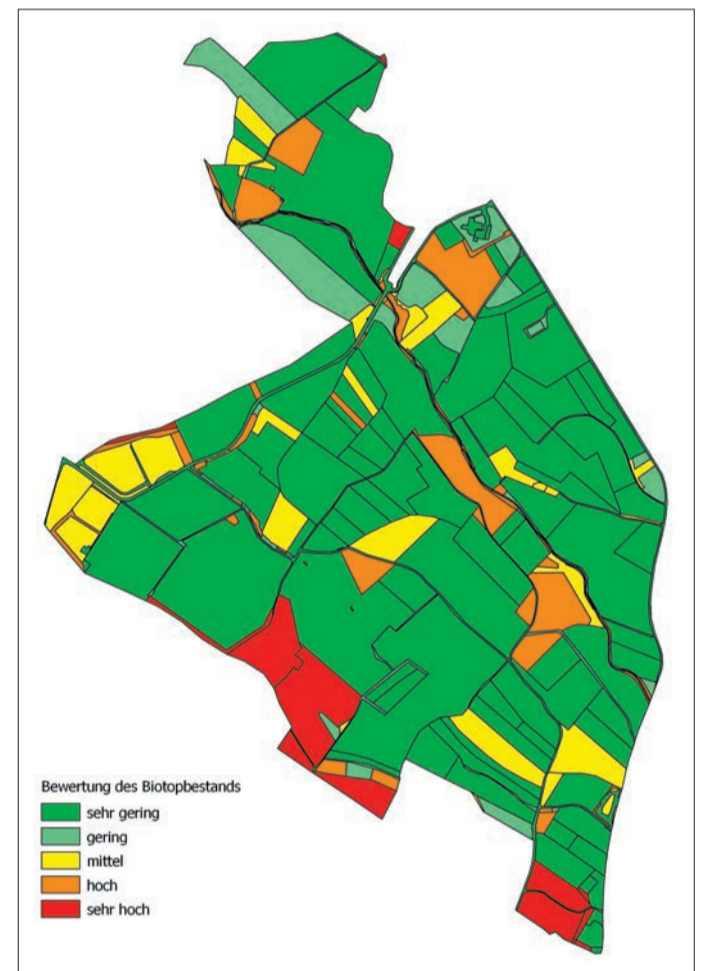 Bewertung des Biotopbestands
sehr gering
gering
mittel
hoch
sehr hoch